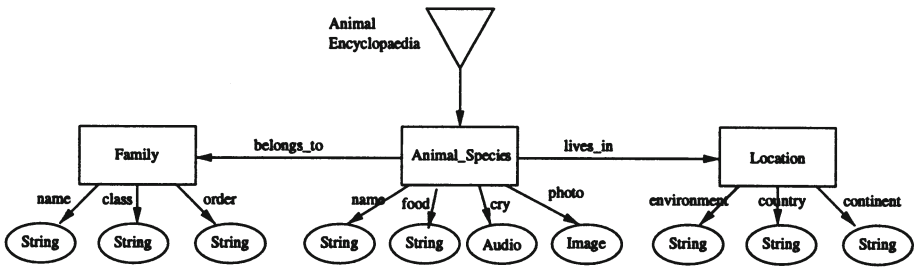 Animal
Encyclopaedia
Family
belongs_to
Animal_Species
lives_in
Location
name
class
order
name
food
cry
photo
environment
country
continent
String
String
String
String
String
Audio
Image
String
String
String